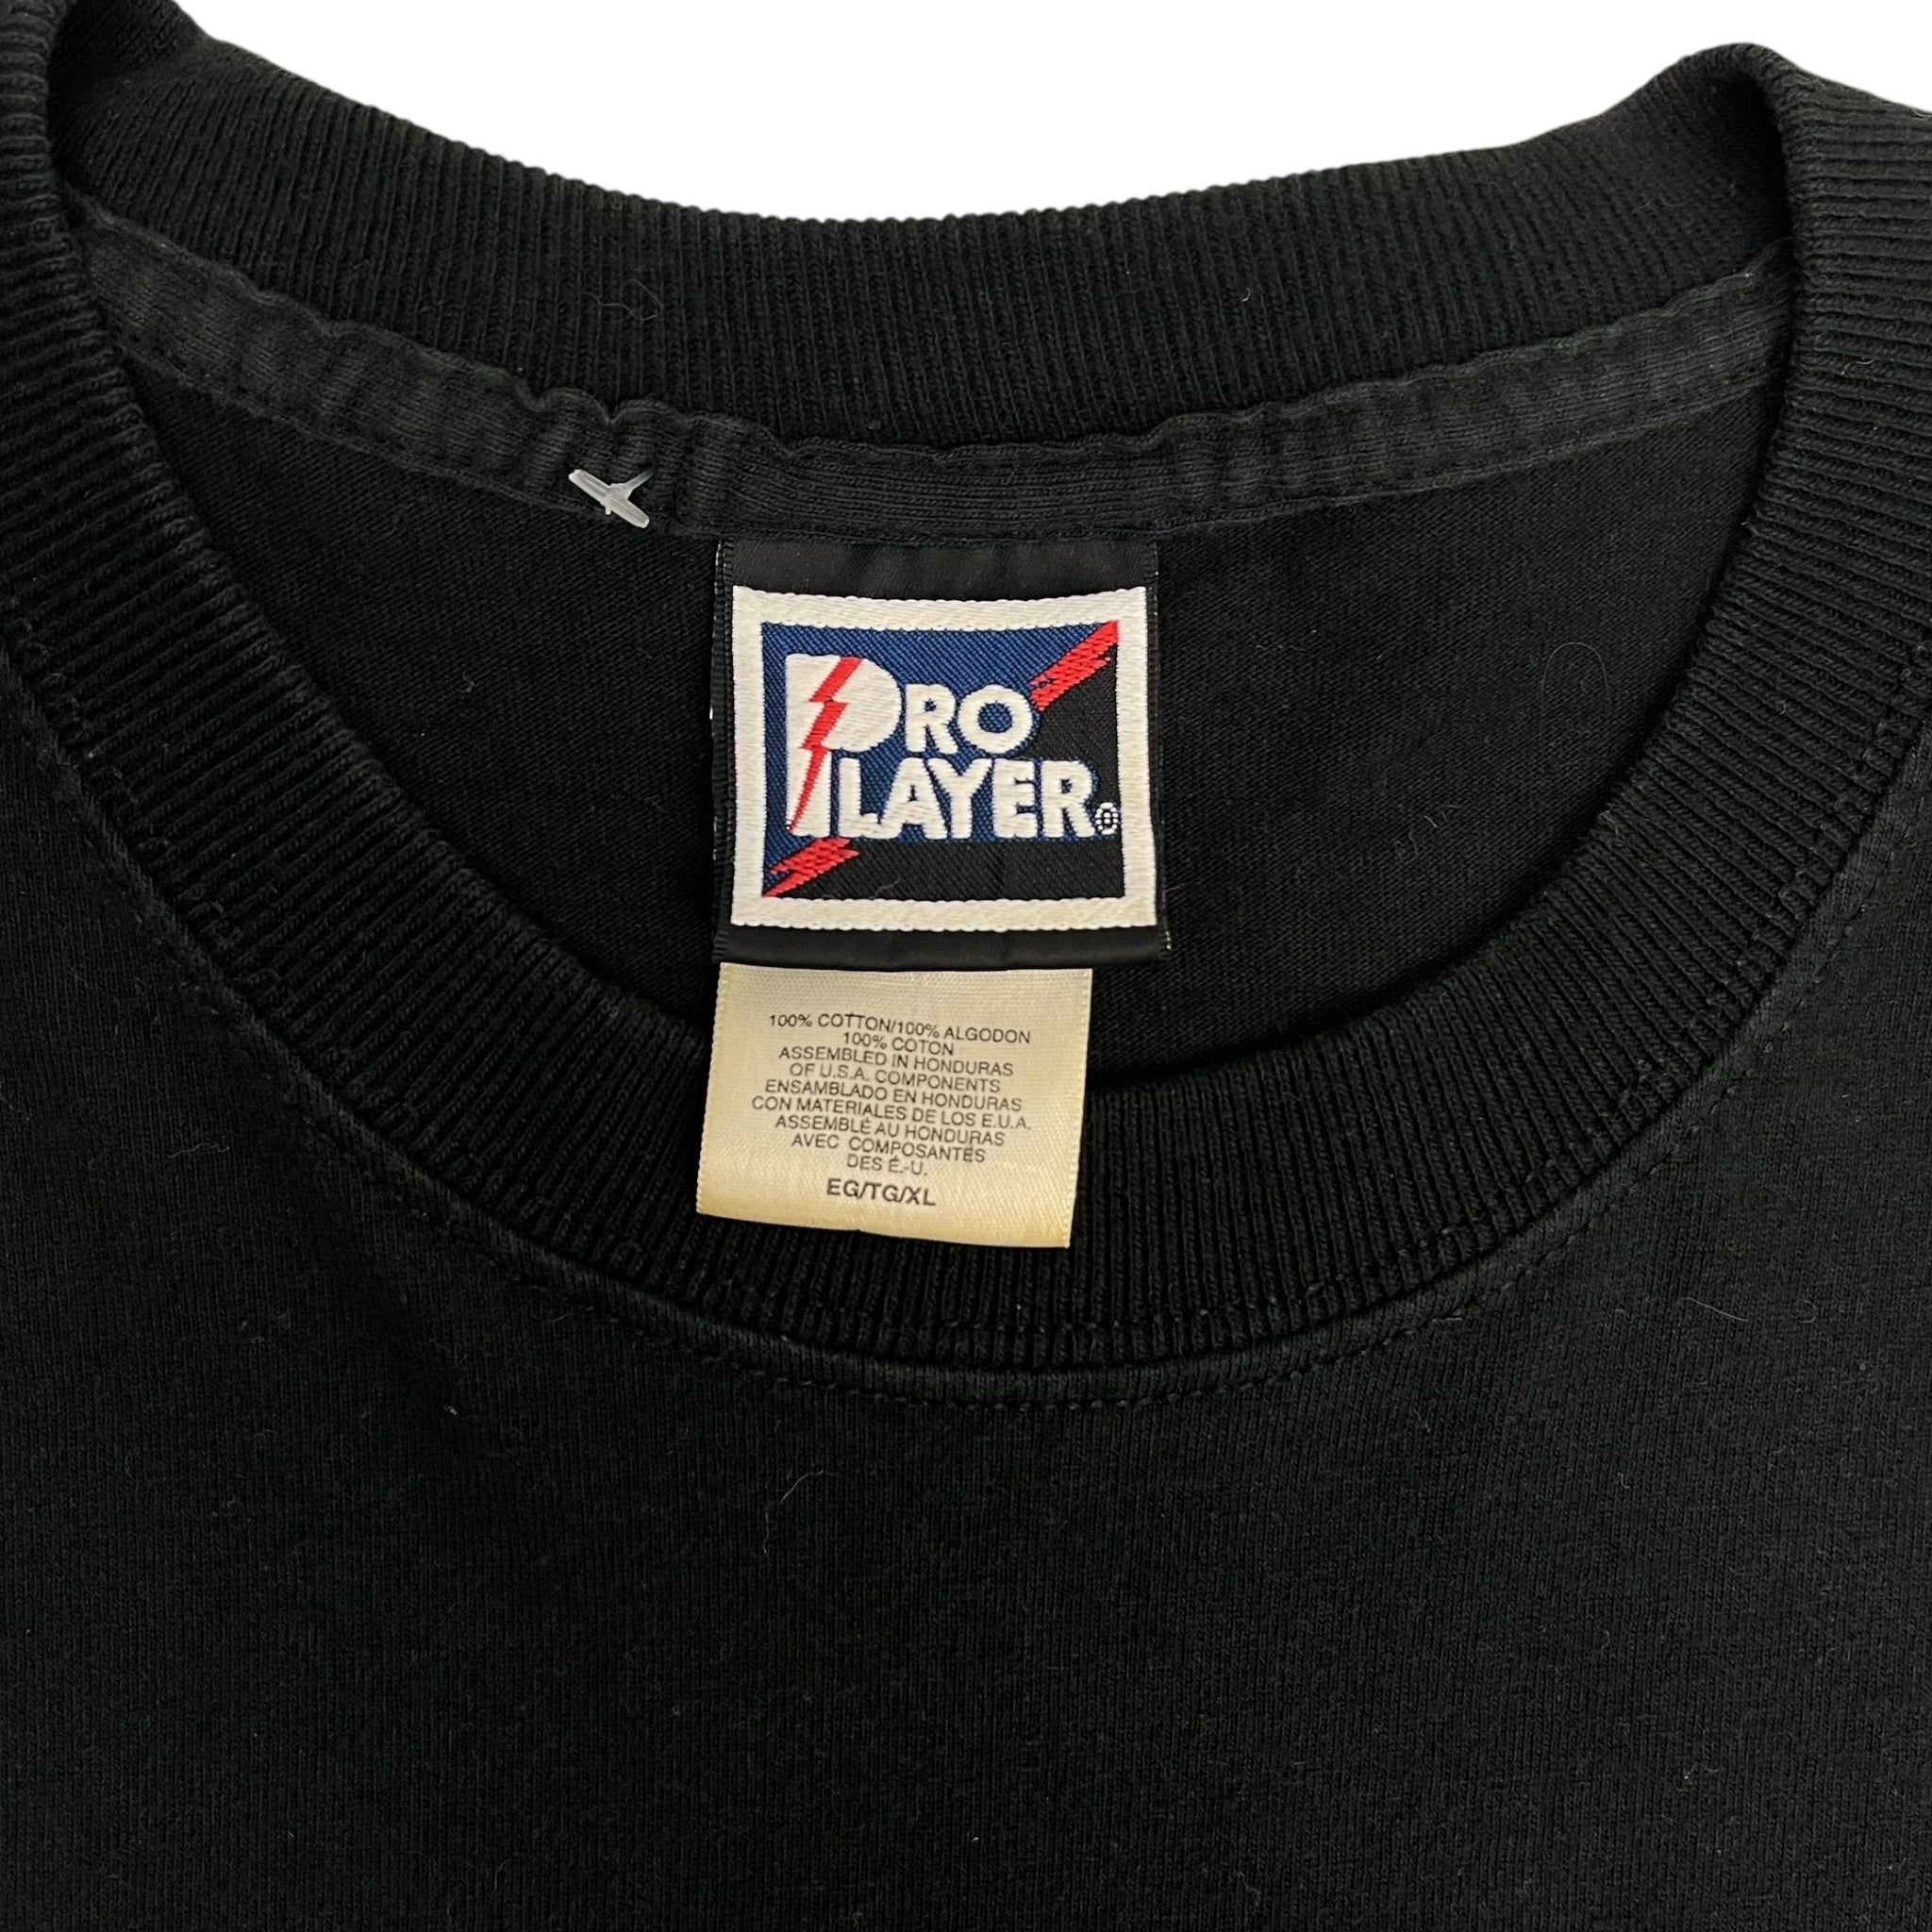 PRO
PLAYER®
100% COTTON/100% ALGODON
100% COTON
ASSEMBLED IN HONDURAS
OF U.S.A. COMPONENTS
ENSAMBLADO EN HONDURAS
CON MATERIALES DE LOS E.U.A.
ASSEMBLÉ AU HONDURAS
AVEC COMPOSANTES
DES É.-U.
EG/TG/XL